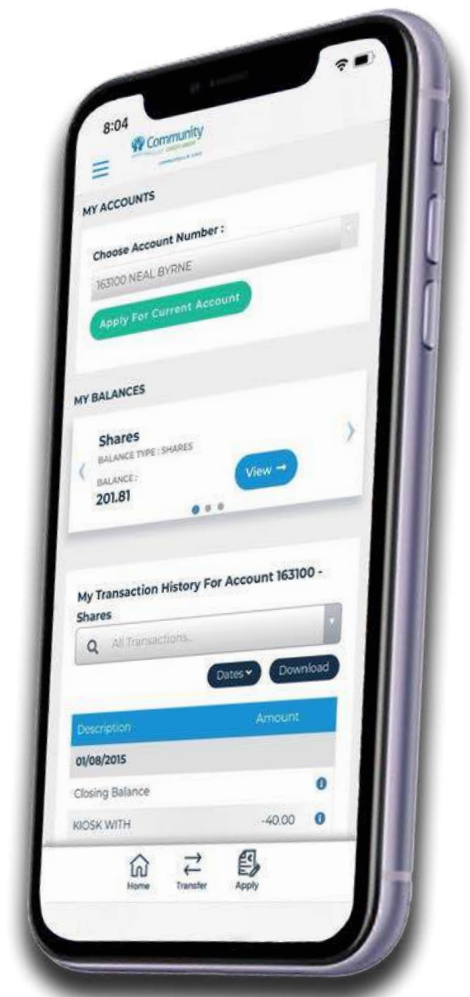 8:04
Community
MY ACCOUNTS
Choose Account Number :
163100 NEAL BYRNE
Apply For Current Account
MY BALANCES
Shares
BALANCE TYPE : SHARES
BALANCE :
201.81
View →
My Transaction History For Account 163100 -
Shares
All Transactions..
Dates
Download
Description Amount
01/08/2015
Closing Balance
KIOSK WITH -40.00
Home Transfer Apply